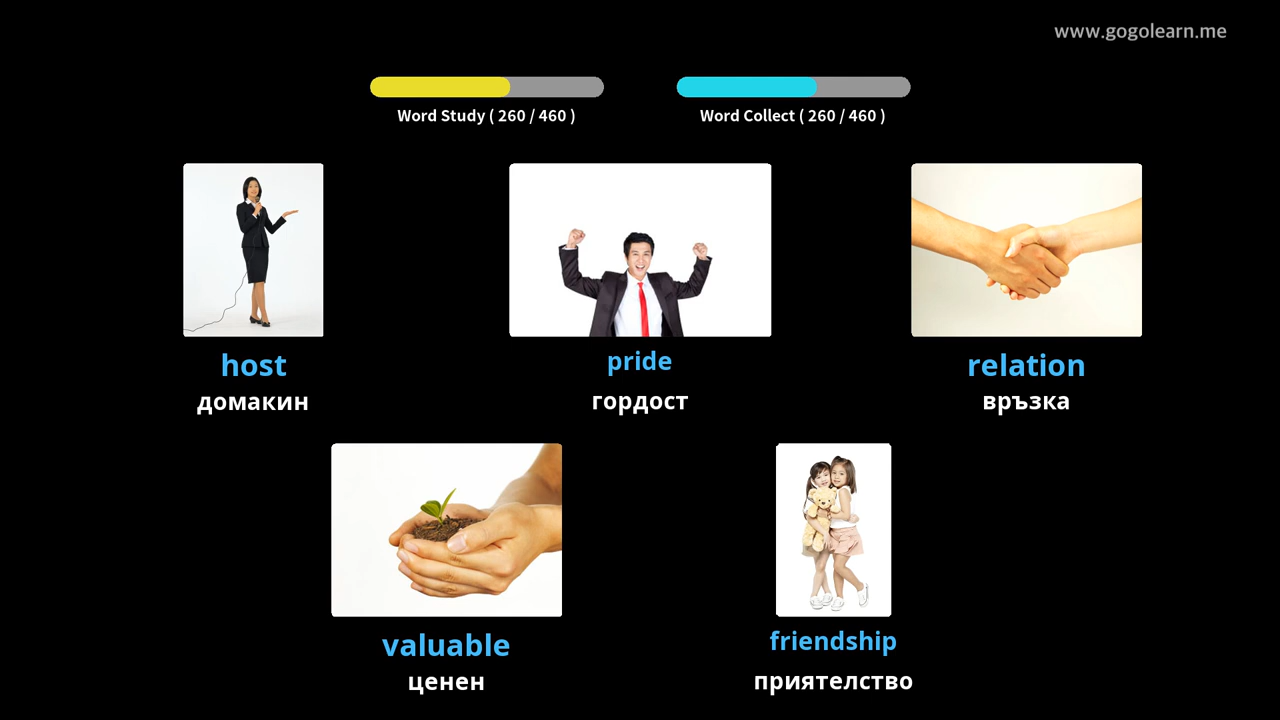 www.gogolearn.me
Word Study ( 260 / 460 )
Word Collect ( 260 / 460 )
host
домакин
pride
гордост
relation
връзка
valuable
ценен
friendship
приятелство